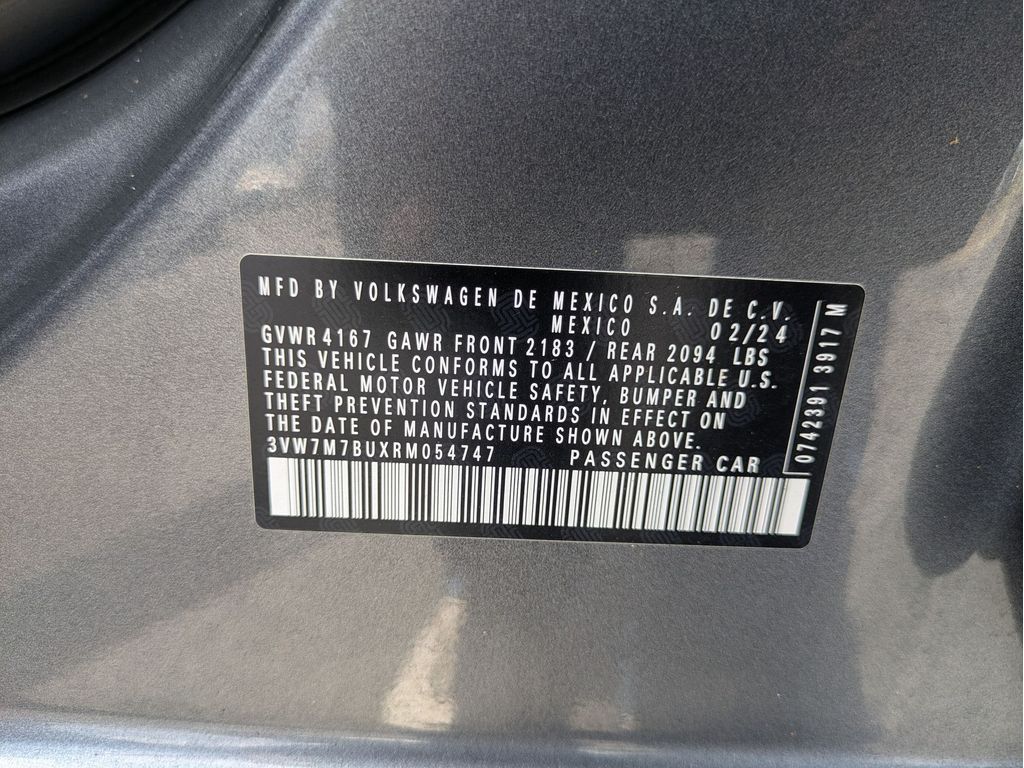 MFD BY VOLKSWAGEN DE MEXICO S.A. DE C.V.
MEXICO 02/24
GVWR 4167 GAWR FRONT 2183 / REAR 2094 LBS
THIS VEHICLE CONFORMS TO ALL APPLICABLE U.S.
FEDERAL MOTOR VEHICLE SAFETY, BUMPER AND
THEFT PREVENTION STANDARDS IN EFFECT ON
THE DATE OF MANUFACTURE SHOWN ABOVE.
3VW7M7BUXRM054747 PASSENGER CAR
0742391 3917 M